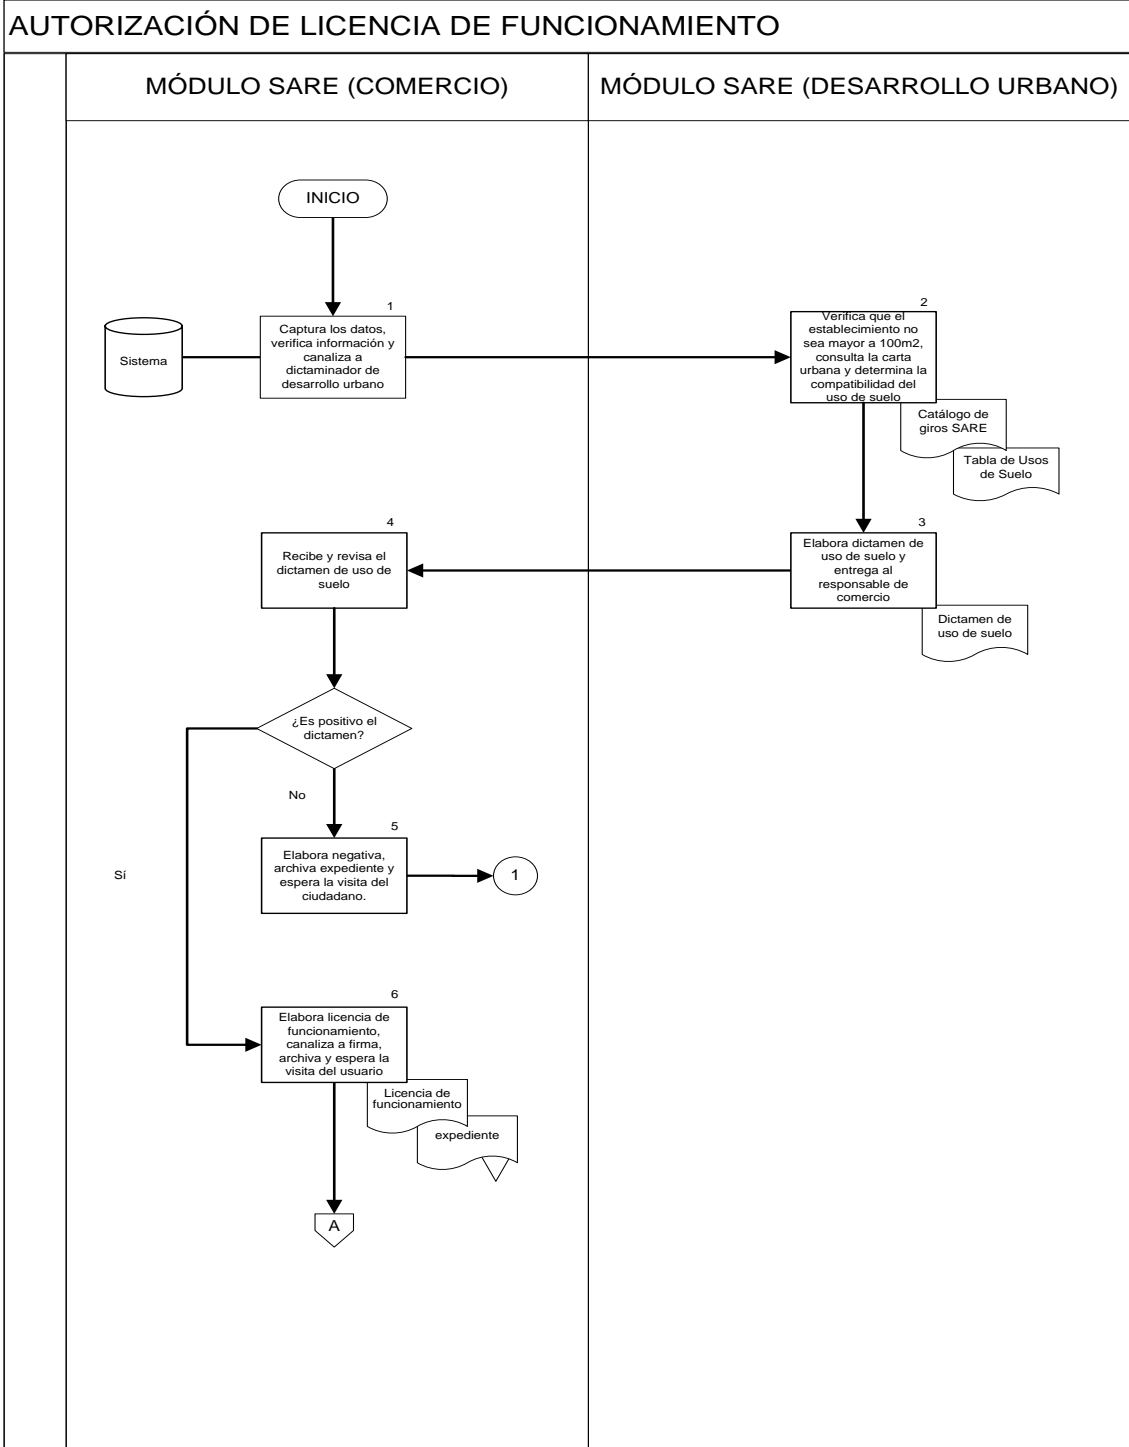 AUTORIZACIÓN DE LICENCIA DE FUNCIONAMIENTO
MÓDULO SARE (COMERCIO)
MÓDULO SARE (DESARROLLO URBANO)
INICIO
1
Captura los datos,
verifica información y
canaliza a
dictaminador de
desarrollo urbano
Sistema
2
Verifica que el
establecimiento no
sea mayor a 100m2,
consulta la carta
urbana y determina la
compatibilidad del
uso de suelo
Catálogo de
giros SARE
Tabla de Usos
de Suelo
3
Elabora dictamen de
uso de suelo y
entrega al
responsable de
comercio
Dictamen de
uso de suelo
4
Recibe y revisa el
dictamen de uso de
suelo
¿Es positivo el
dictamen?
No
5
Elabora negativa,
archiva expediente y
espera la visita del
ciudadano.
1
Sí
6
Elabora licencia de
funcionamiento,
canaliza a firma,
archiva y espera la
visita del usuario
Licencia de
funcionamiento
expediente
A